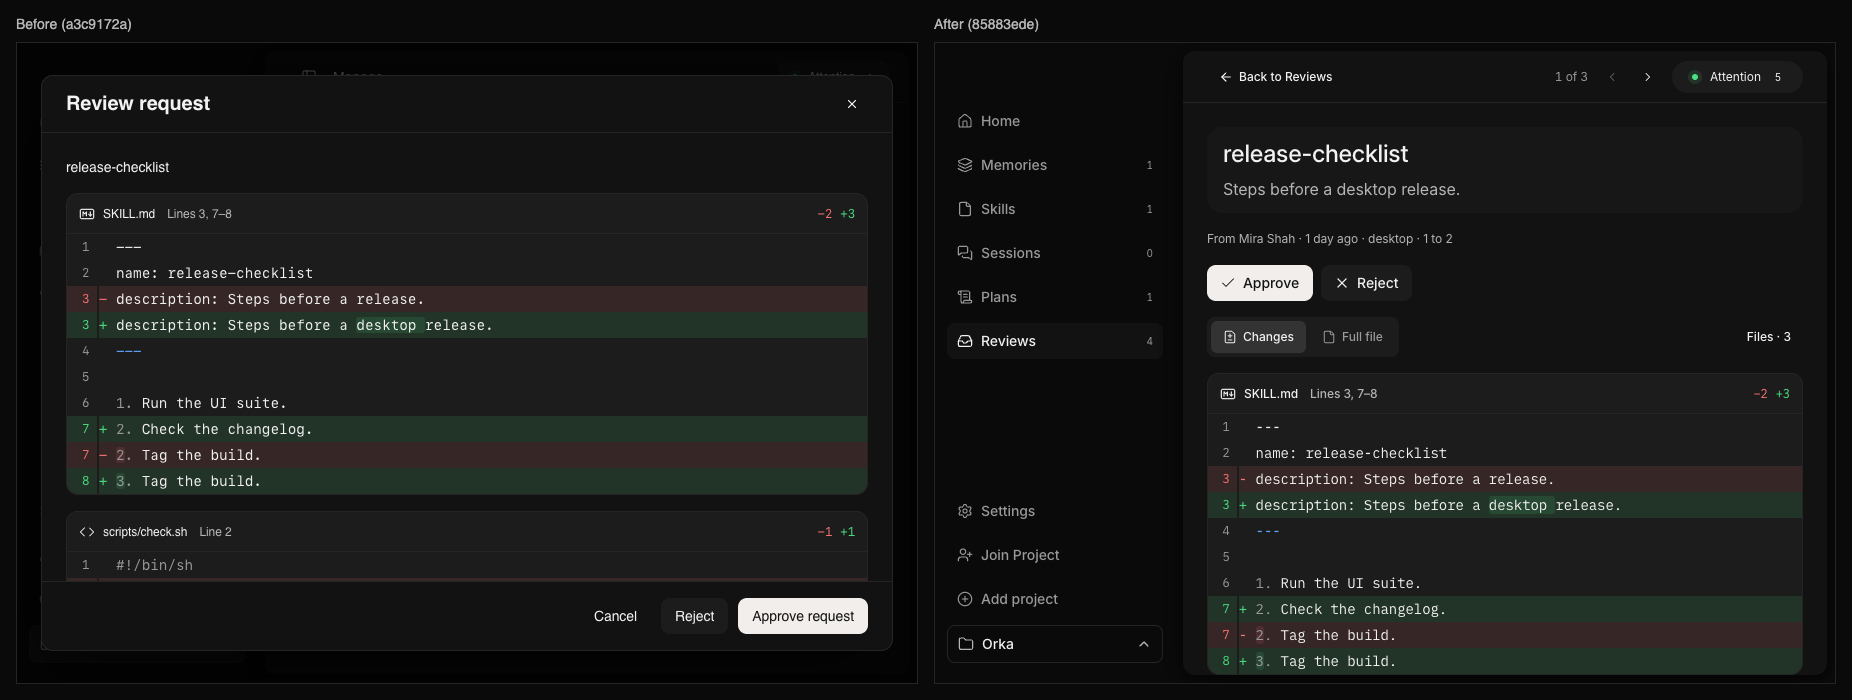 Before (a3c9172a)
Review request
release-checklist
SKILL.md Lines 3, 7–8 −2 +3
1 ---
2 name: release-checklist
3 − description: Steps before a release.
3 + description: Steps before a desktop release.
4 ---
5
6 1. Run the UI suite.
7 + 2. Check the changelog.
7 − 2. Tag the build.
8 + 3. Tag the build.
scripts/check.sh Line 2 −1 +1
1 #!/bin/sh
Cancel Reject Approve request
After (85883ede)
Home
Memories 1
Skills 1
Sessions 0
Plans 1
Reviews 4
Settings
Join Project
Add project
Orka
Back to Reviews 1 of 3 Attention 5
release-checklist
Steps before a desktop release.
From Mira Shah · 1 day ago · desktop · 1 to 2
Approve Reject
Changes Full file Files · 3
SKILL.md Lines 3, 7–8 −2 +3
1 ---
2 name: release-checklist
3 - description: Steps before a release.
3 + description: Steps before a desktop release.
4 ---
5
6 1. Run the UI suite.
7 + 2. Check the changelog.
7 - 2. Tag the build.
8 + 3. Tag the build.